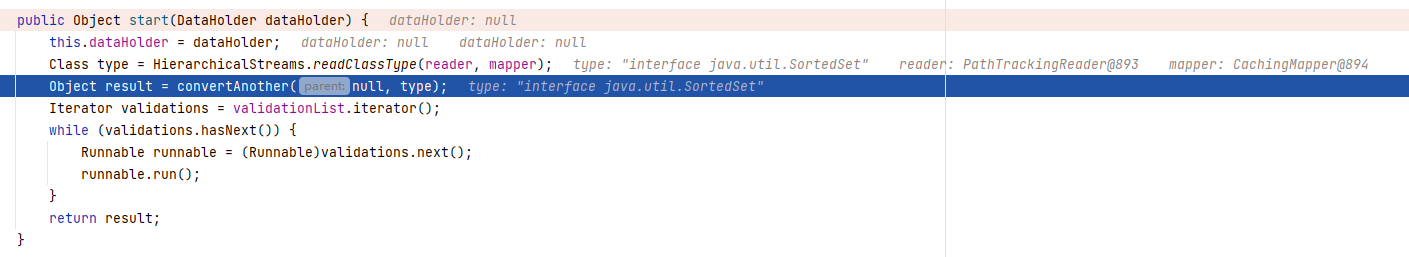 public Object start(DataHolder dataHolder) {   dataHolder: null
    this.dataHolder = dataHolder;   dataHolder: null    dataHolder: null
    Class type = HierarchicalStreams.readClassType(reader, mapper);   type: "interface java.util.SortedSet"    reader: PathTrackingReader@893    mapper: CachingMapper@894
    Object result = convertAnother( parent: null, type);   type: "interface java.util.SortedSet"
    Iterator validations = validationList.iterator();
    while (validations.hasNext()) {
        Runnable runnable = (Runnable)validations.next();
        runnable.run();
    }
    return result;
}